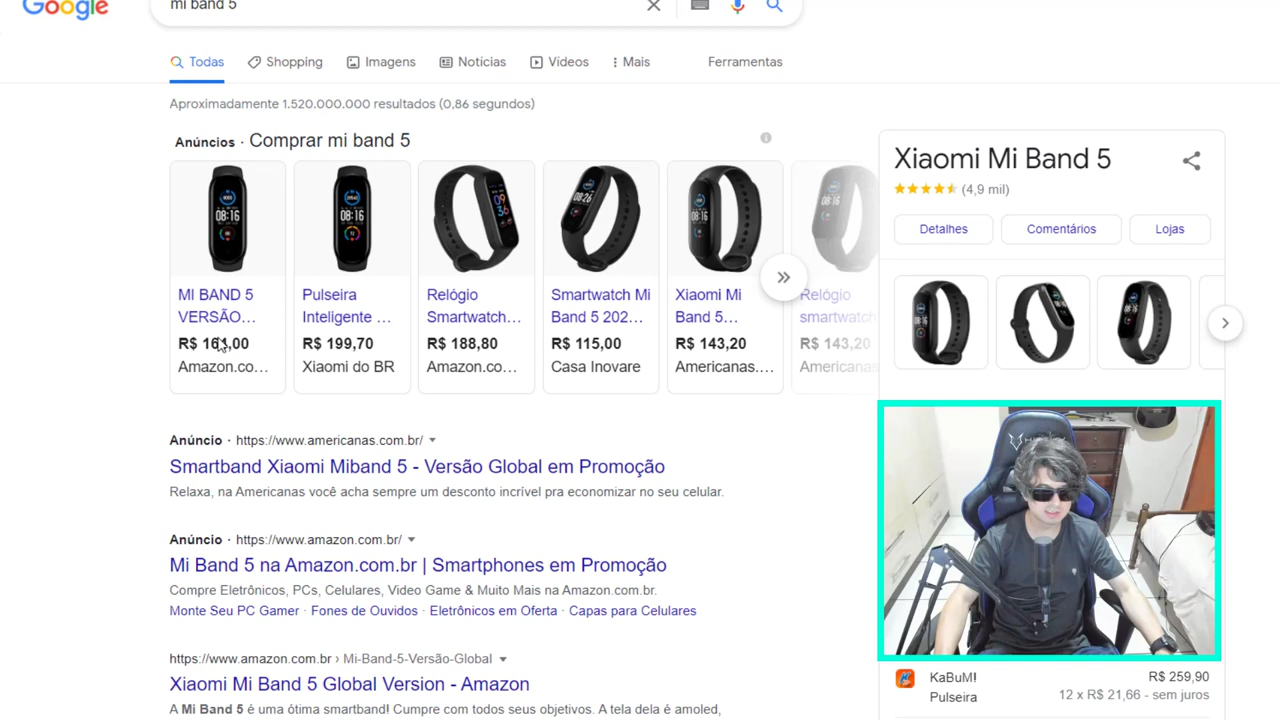 Google
mi band 5
Todas
Shopping
Imagens
Notícias
Vídeos
Mais
Ferramentas
Aproximadamente 1.520.000.000 resultados (0,86 segundos)
Anúncios · Comprar mi band 5
MI BAND 5
VERSÃO...
R$ 00
Amazon.co...
Pulseira
Inteligente ...
R$ 199,70
Xiaomi do BR
Relógio
Smartwatch...
R$ 188,80
Amazon.co...
Smartwatch Mi
Band 5 202...
R$ 115,00
Casa Inovare
Xiaomi Mi
Band 5...
R$ 143,20
Americanas....
Relógio
smartwatch
R$ 143,20
Americanas
Anúncio · https://www.americanas.com.br/
Smartband Xiaomi Miband 5 - Versão Global em Promoção
Relaxa, na Americanas você acha sempre um desconto incrível pra economizar no seu celular.
Anúncio · https://www.amazon.com.br/
Mi Band 5 na Amazon.com.br | Smartphones em Promoção
Compre Eletrônicos, PCs, Celulares, Video Game & Muito Mais na Amazon.com.br.
Monte Seu PC Gamer · Fones de Ouvidos · Eletrônicos em Oferta · Capas para Celulares
https://www.amazon.com.br › Mi-Band-5-Versão-Global
Xiaomi Mi Band 5 Global Version - Amazon
A Mi Band 5 é uma ótima smartband! Cumpre com todos seus objetivos. A tela dela é amoled,
Xiaomi Mi Band 5
(4,9 mil)
Detalhes
Comentários
Lojas
KaBuM!
R$ 259,90
Pulseira
12 x R$ 21,66 - sem juros